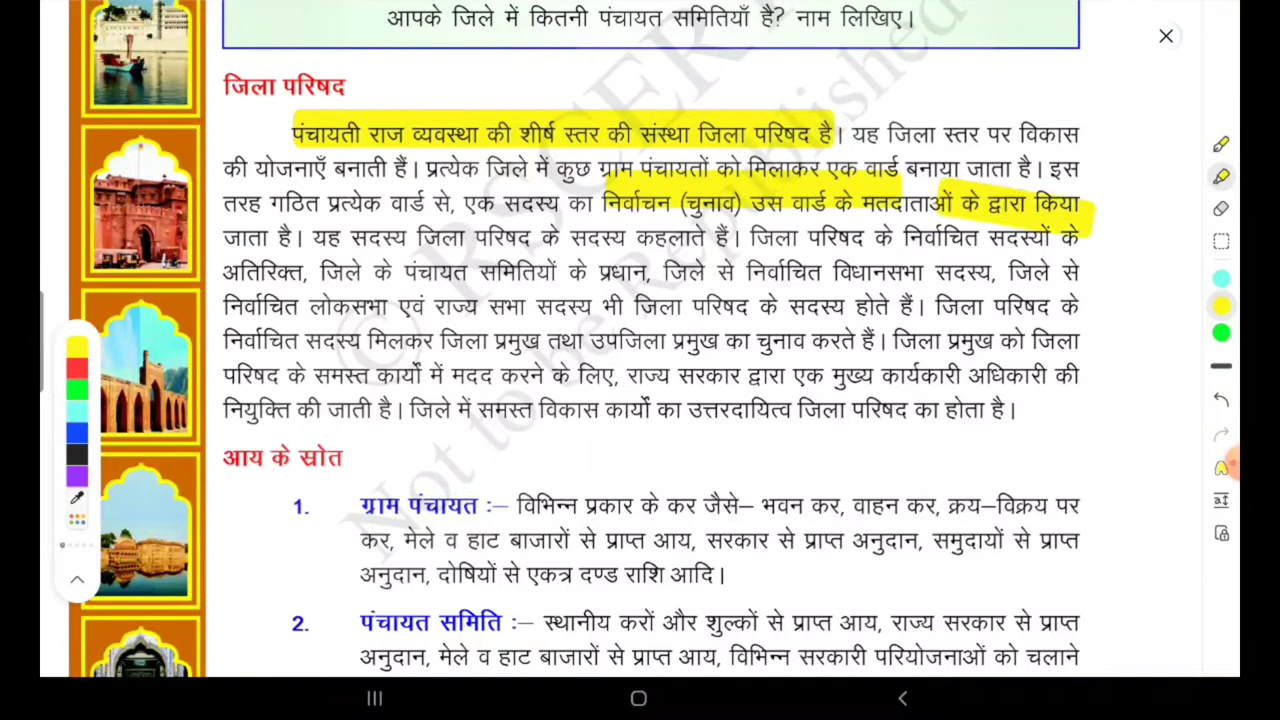 आपके जिले में कितनी पंचायत समितियाँ है? नाम लिखिए।
जिला परिषद
पंचायती राज व्यवस्था की शीर्ष स्तर की संस्था जिला परिषद है। यह जिला स्तर पर विकास
की योजनाएँ बनाती हैं। प्रत्येक जिले में कुछ ग्राम पंचायतों को मिलाकर एक वार्ड बनाया जाता है। इस
तरह गठित प्रत्येक वार्ड से, एक सदस्य का निर्वाचन (चुनाव) उस वार्ड के मतदाताओं के द्वारा किया
जाता है। यह सदस्य जिला परिषद के सदस्य कहलाते हैं। जिला परिषद के निर्वाचित सदस्यों के
अतिरिक्त, जिले के पंचायत समितियों के प्रधान, जिले से निर्वाचित विधानसभा सदस्य, जिले से
निर्वाचित लोकसभा एवं राज्य सभा सदस्य भी जिला परिषद के सदस्य होते हैं। जिला परिषद के
निर्वाचित सदस्य मिलकर जिला प्रमुख तथा उपजिला प्रमुख का चुनाव करते हैं। जिला प्रमुख को जिला
परिषद के समस्त कार्यों में मदद करने के लिए, राज्य सरकार द्वारा एक मुख्य कार्यकारी अधिकारी की
नियुक्ति की जाती है। जिले में समस्त विकास कार्यों का उत्तरदायित्व जिला परिषद का होता है।
आय के स्रोत
1. ग्राम पंचायत :– विभिन्न प्रकार के कर जैसे– भवन कर, वाहन कर, क्रय–विक्रय पर
कर, मेले व हाट बाजारों से प्राप्त आय, सरकार से प्राप्त अनुदान, समुदायों से प्राप्त
अनुदान, दोषियों से एकत्र दण्ड राशि आदि।
2. पंचायत समिति :– स्थानीय करों और शुल्कों से प्राप्त आय, राज्य सरकार से प्राप्त
अनुदान, मेले व हाट बाजारों से प्राप्त आय, विभिन्न सरकारी परियोजनाओं को चलाने
© RSCERT
Not to be Republished